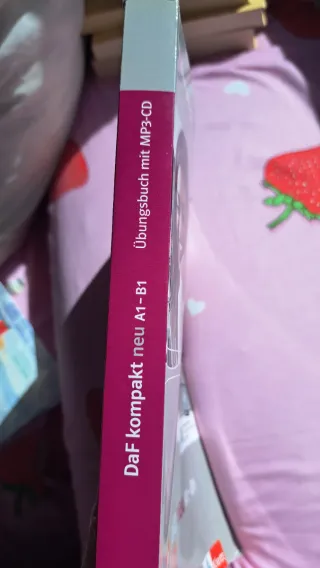 DaF kompakt neu A1–B1 Übungsbuch mit MP3-CD